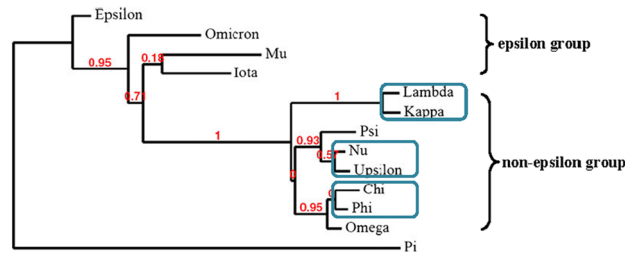 Epsilon
Omicron
0.95
Mu
0.18
epsilon group
Iota
0.71
Lambda
1
Kappa
Psi
1
0.93
Nu
non-epsilon group
Upsilon
Chi
Phi
0.95
Omega
Pi